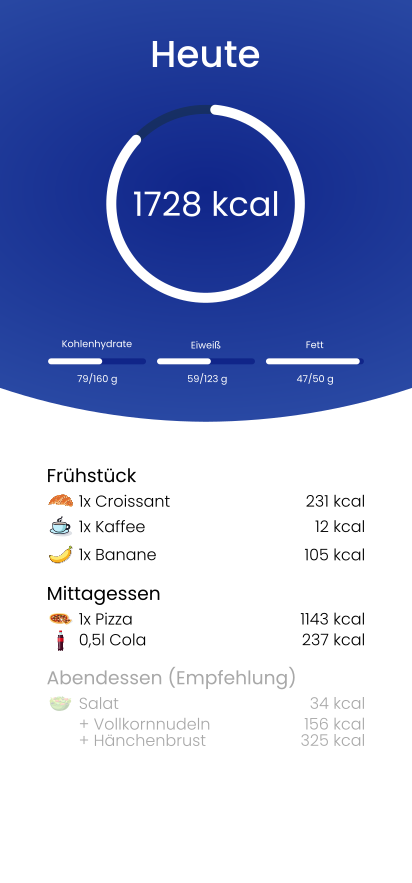 Heute
1728 kcal
Kohlenhydrate Eiweiß Fett
79/160 g 59/123 g 47/50 g
Frühstück
1x Croissant 231 kcal
1x Kaffee 12 kcal
1x Banane 105 kcal
Mittagessen
1x Pizza 1143 kcal
0,5l Cola 237 kcal
Abendessen (Empfehlung)
Salat 34 kcal
+ Vollkornnudeln 156 kcal
+ Hänchenbrust 325 kcal